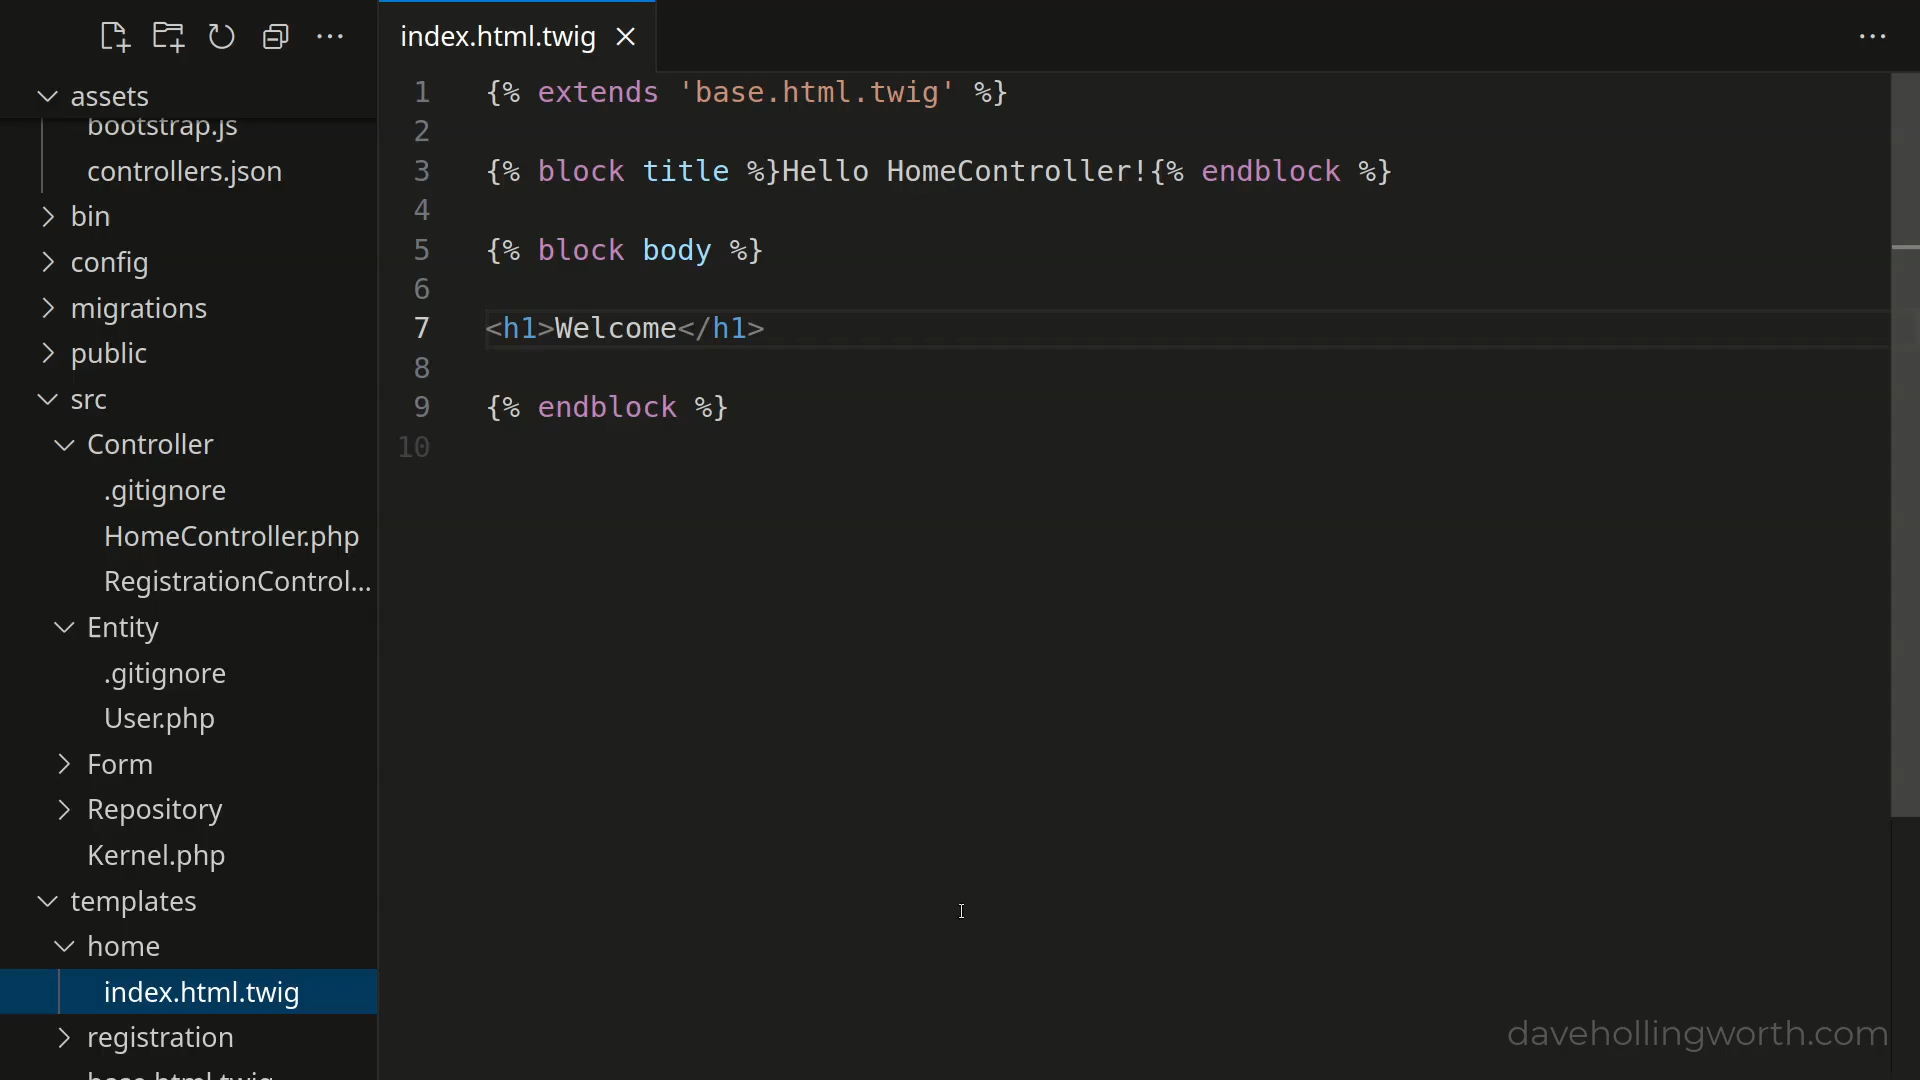 assets
bootstrap.js
controllers.json
bin
config
migrations
public
src
Controller
.gitignore
HomeController.php
RegistrationControl...
Entity
.gitignore
User.php
Form
Repository
Kernel.php
templates
home
index.html.twig
registration
base.html.twig
index.html.twig
1 {% extends 'base.html.twig' %}
2
3 {% block title %}Hello HomeController!{% endblock %}
4
5 {% block body %}
6
7 <h1>Welcome</h1>
8
9 {% endblock %}
10
davehollingworth.com